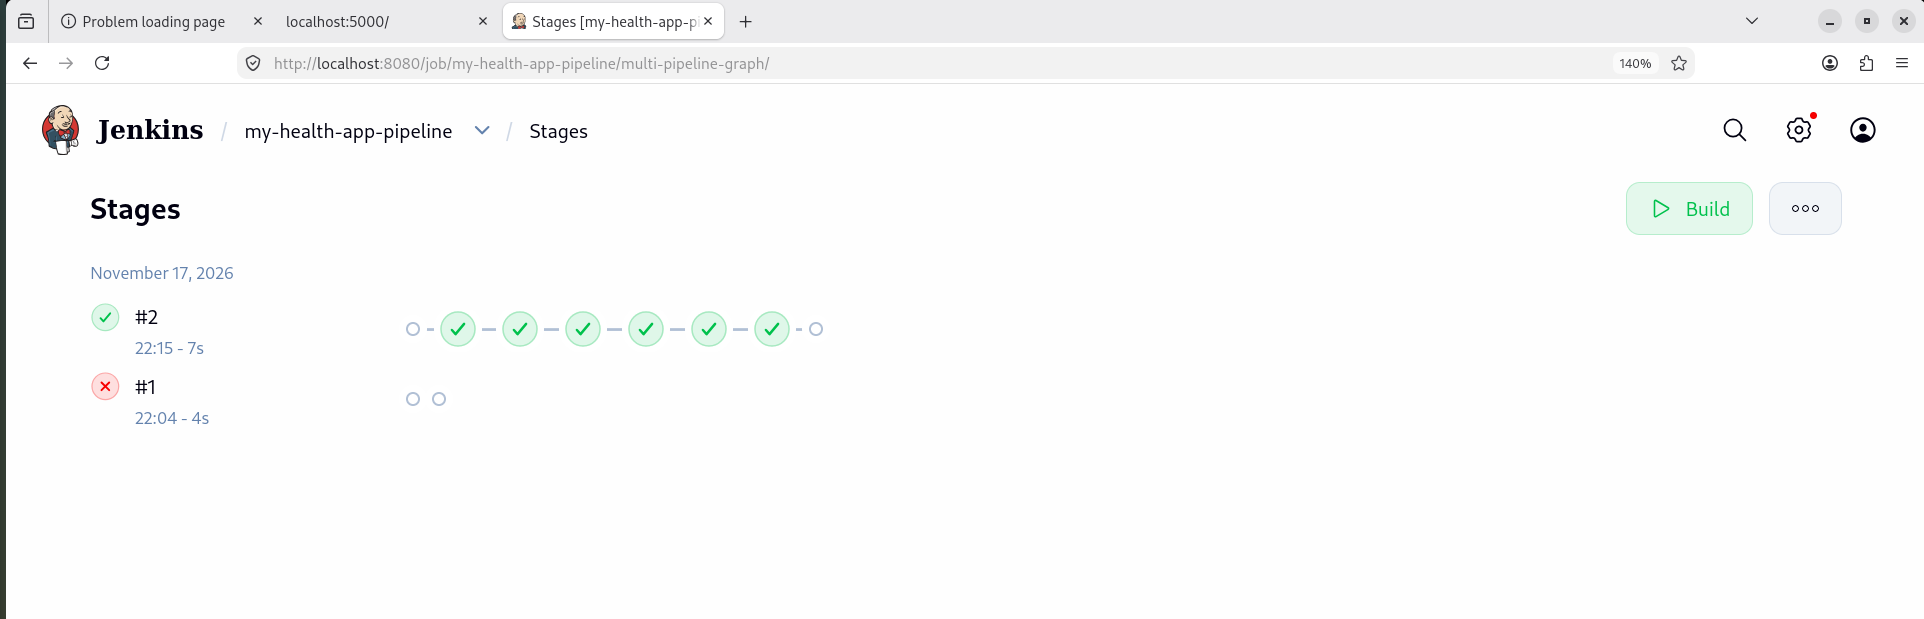 Problem loading page
localhost:5000/
Stages [my-health-app-pi
http://localhost:8080/job/my-health-app-pipeline/multi-pipeline-graph/
140%
Jenkins / my-health-app-pipeline / Stages
Stages
Build
November 17, 2026
#2
22:15 - 7s
#1
22:04 - 4s